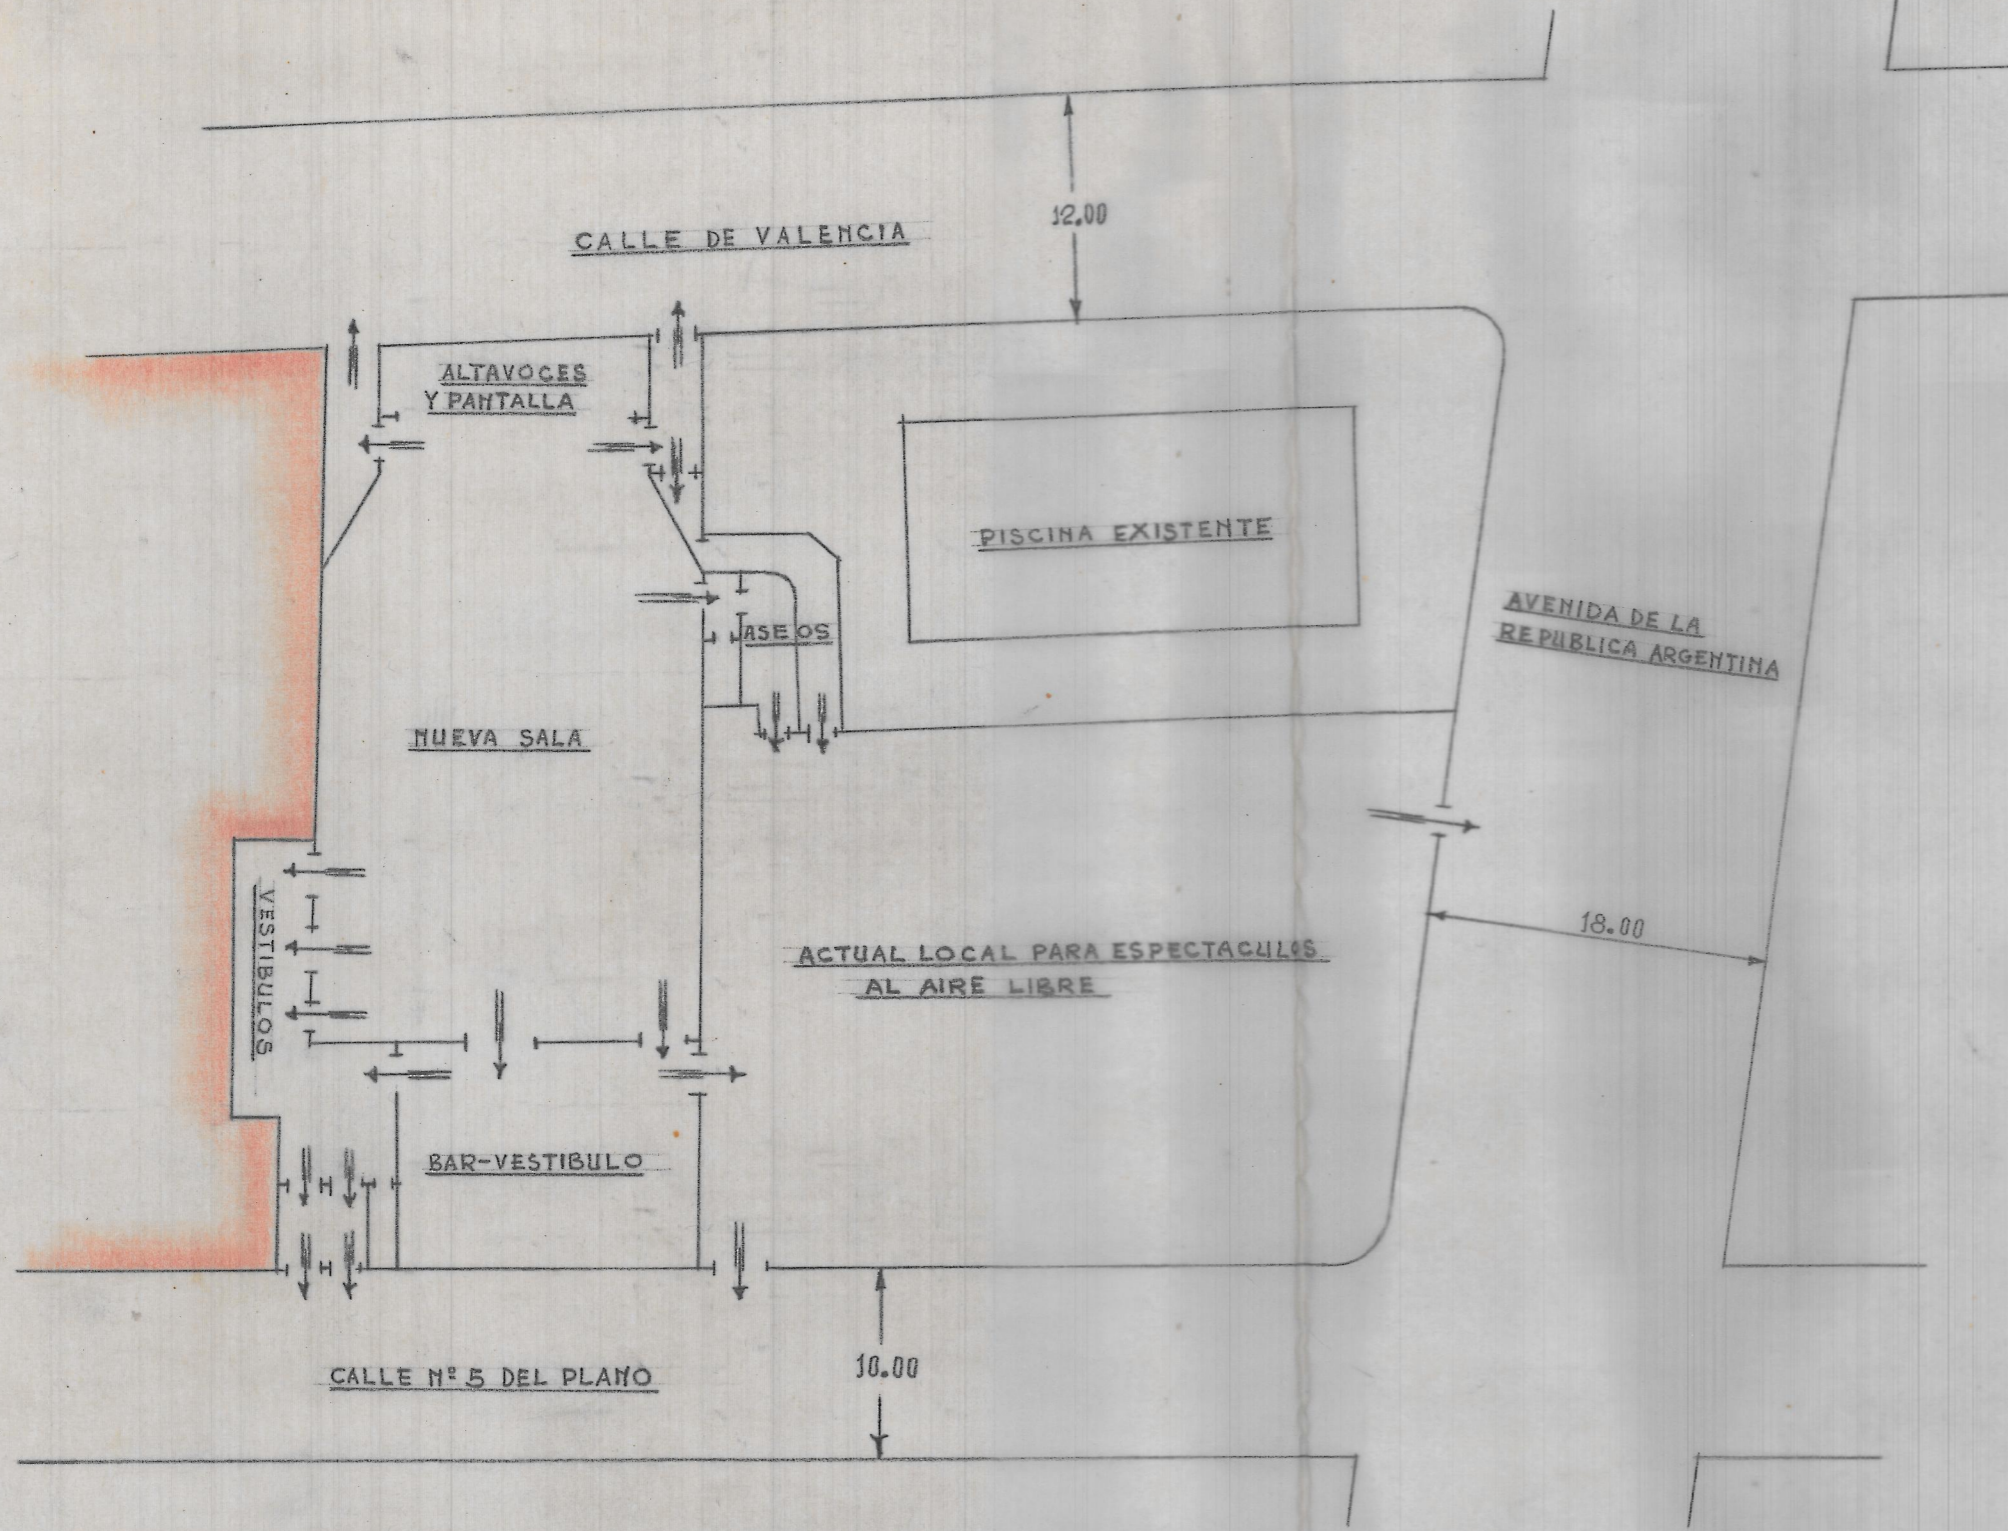 12.00
CALLE DE VALENCIA
ALTAVOCES
Y PANTALLA
PISCINA EXISTENTE
AVENIDA DE LA
REPUBLICA ARGENTINA
ASEOS
NUEVA SALA
VESTIBULOS
18.00
ACTUAL LOCAL PARA ESPECTACULOS
AL AIRE LIBRE
BAR-VESTIBULO
10.00
CALLE Nº 5 DEL PLANO